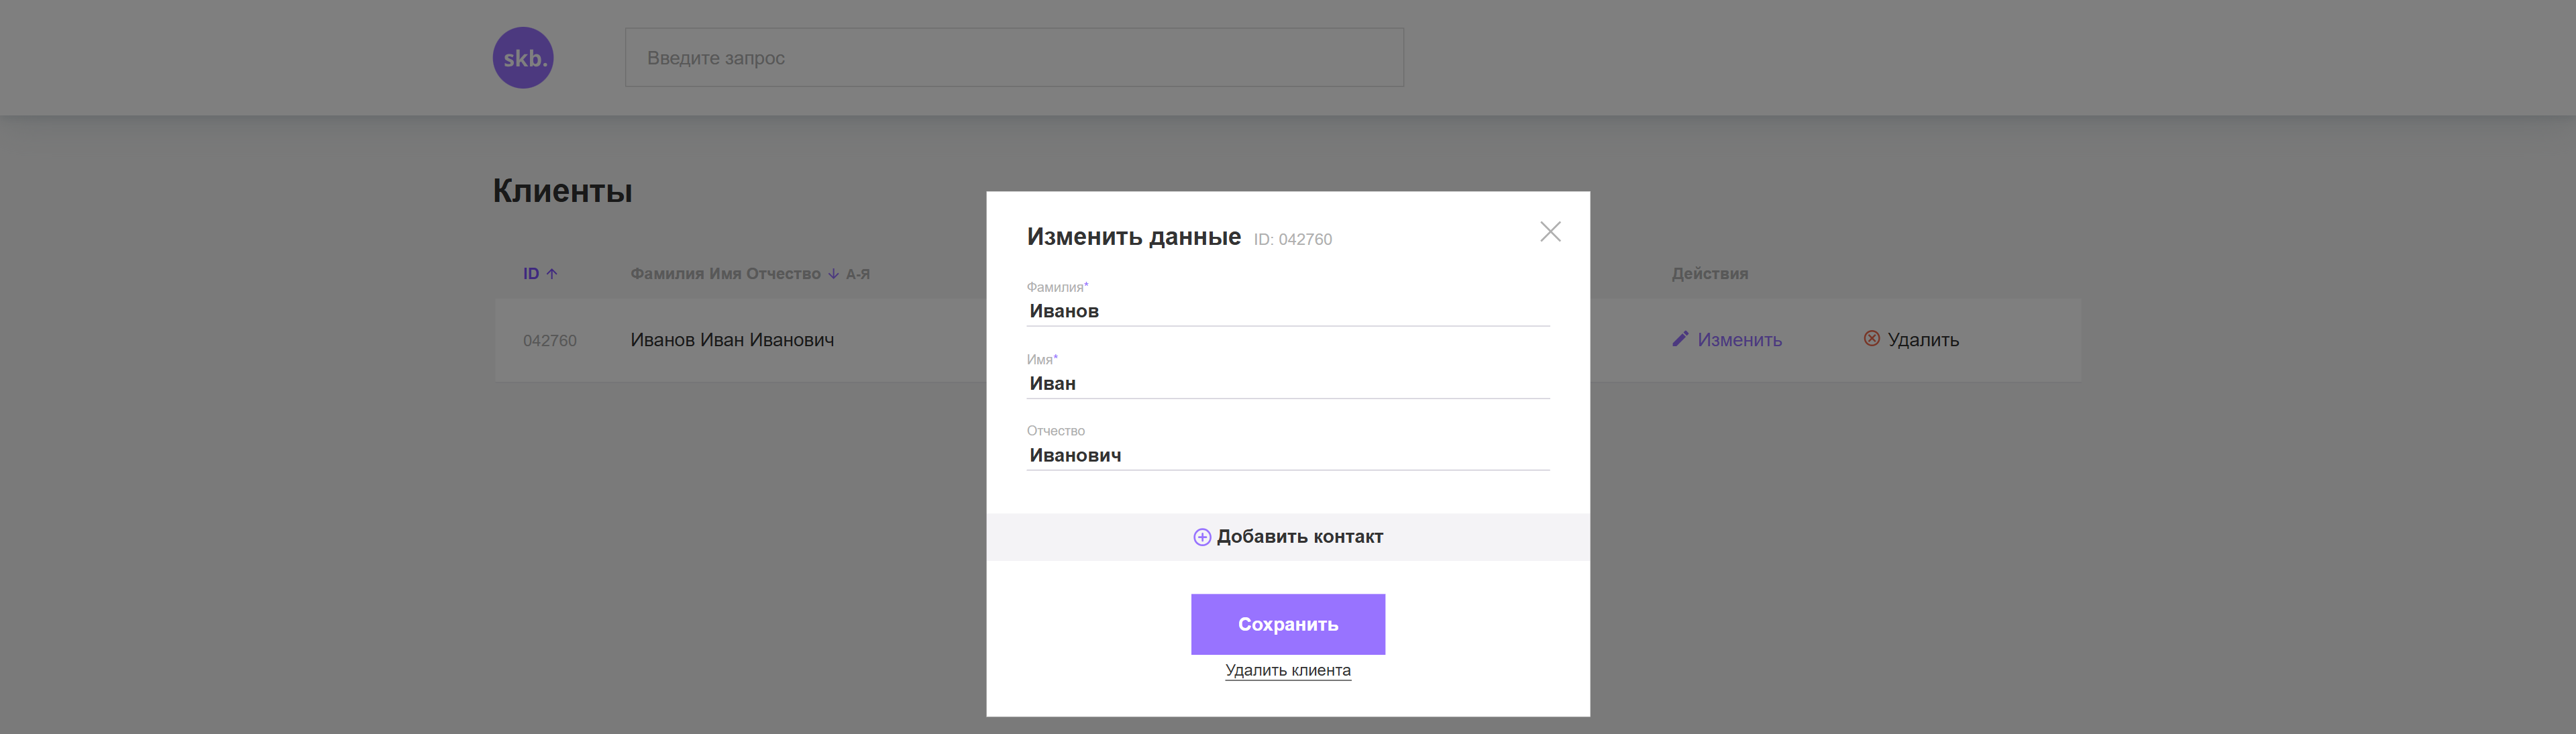 skb.
Введите запрос
Клиенты
ID Фамилия Имя Отчество А-Я Действия
042760 Иванов Иван Иванович Изменить Удалить
Изменить данные ID: 042760
Фамилия*
Иванов
Имя*
Иван
Отчество
Иванович
Добавить контакт
Сохранить
Удалить клиента